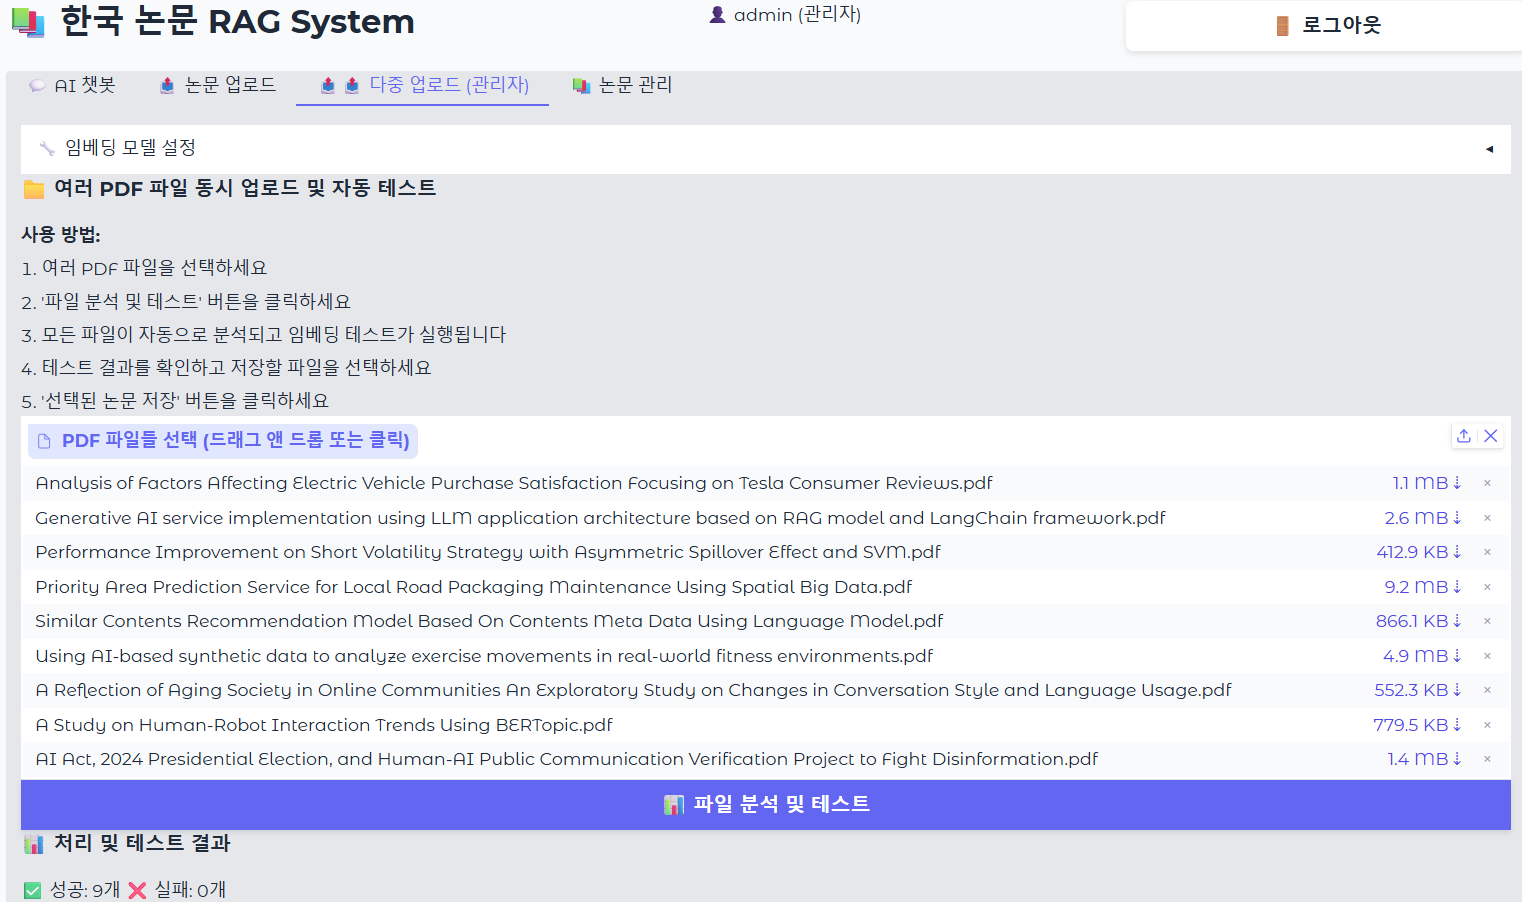 한국 논문 RAG System
admin (관리자)
로그아웃
AI 챗봇 논문 업로드 다중 업로드 (관리자) 논문 관리
임베딩 모델 설정
여러 PDF 파일 동시 업로드 및 자동 테스트
사용 방법:
1. 여러 PDF 파일을 선택하세요
2. '파일 분석 및 테스트' 버튼을 클릭하세요
3. 모든 파일이 자동으로 분석되고 임베딩 테스트가 실행됩니다
4. 테스트 결과를 확인하고 저장할 파일을 선택하세요
5. '선택된 논문 저장' 버튼을 클릭하세요
PDF 파일들 선택 (드래그 앤 드롭 또는 클릭)
Analysis of Factors Affecting Electric Vehicle Purchase Satisfaction Focusing on Tesla Consumer Reviews.pdf 1.1 MB⇣ ×
Generative AI service implementation using LLM application architecture based on RAG model and LangChain framework.pdf 2.6 MB⇣ ×
Performance Improvement on Short Volatility Strategy with Asymmetric Spillover Effect and SVM.pdf 412.9 KB⇣ ×
Priority Area Prediction Service for Local Road Packaging Maintenance Using Spatial Big Data.pdf 9.2 MB⇣ ×
Similar Contents Recommendation Model Based On Contents Meta Data Using Language Model.pdf 866.1 KB⇣ ×
Using AI-based synthetic data to analyze exercise movements in real-world fitness environments.pdf 4.9 MB⇣ ×
A Reflection of Aging Society in Online Communities An Exploratory Study on Changes in Conversation Style and Language Usage.pdf 552.3 KB⇣ ×
A Study on Human-Robot Interaction Trends Using BERTopic.pdf 779.5 KB⇣ ×
AI Act, 2024 Presidential Election, and Human-AI Public Communication Verification Project to Fight Disinformation.pdf 1.4 MB⇣ ×
파일 분석 및 테스트
처리 및 테스트 결과
✅ 성공: 9개 ❌ 실패: 0개